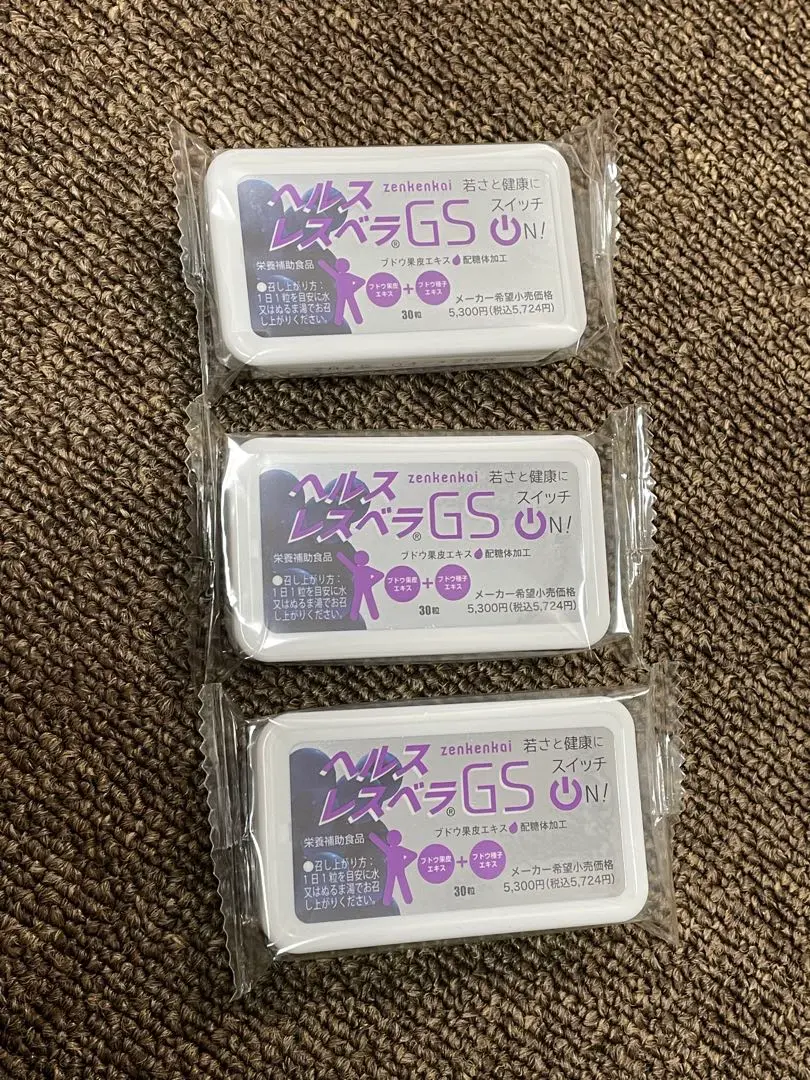 zenkenkai 若さと健康に
ヘルス スイッチ
レスベラ®GS ON!
ブドウ果皮エキス 配糖体加工
栄養補助食品
●召し上がり方：
1日1粒を目安に水
又はぬるま湯でお召
し上がりください。
ブドウ果皮エキス + ブドウ種子エキス
30粒
メーカー希望小売価格
5,300円(税込5,724円)
zenkenkai 若さと健康に
ヘルス スイッチ
レスベラ®GS ON!
ブドウ果皮エキス 配糖体加工
栄養補助食品
●召し上がり方：
1日1粒を目安に水
又はぬるま湯でお召
し上がりください。
ブドウ果皮エキス + ブドウ種子エキス
30粒
メーカー希望小売価格
5,300円(税込5,724円)
zenkenkai 若さと健康に
ヘルス スイッチ
レスベラ®GS ON!
ブドウ果皮エキス 配糖体加工
栄養補助食品
●召し上がり方：
1日1粒を目安に水
又はぬるま湯でお召
し上がりください。
ブドウ果皮エキス + ブドウ種子エキス
30粒
メーカー希望小売価格
5,300円(税込5,724円)